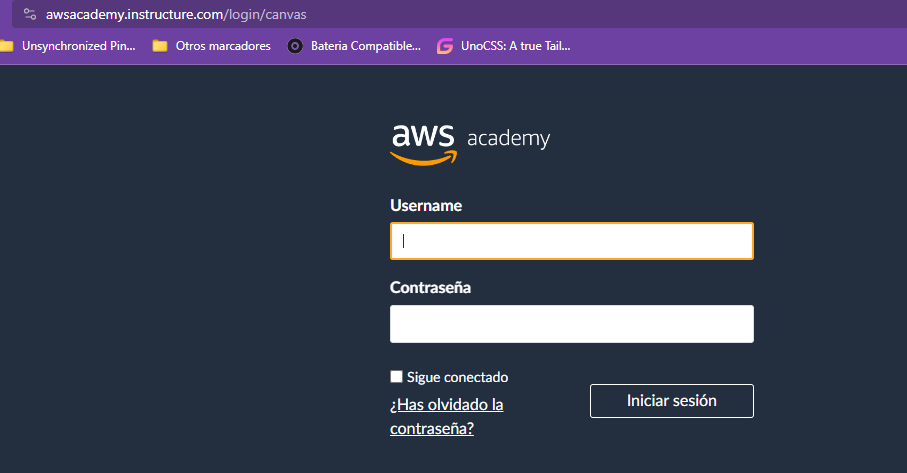 awsacademy.instructure.com/login/canvas
Unsynchronized Pin... Otros marcadores Bateria Compatible... UnoCSS: A true Tail...
aws academy
Username
Contraseña
Sigue conectado
¿Has olvidado la
contraseña?
Iniciar sesión